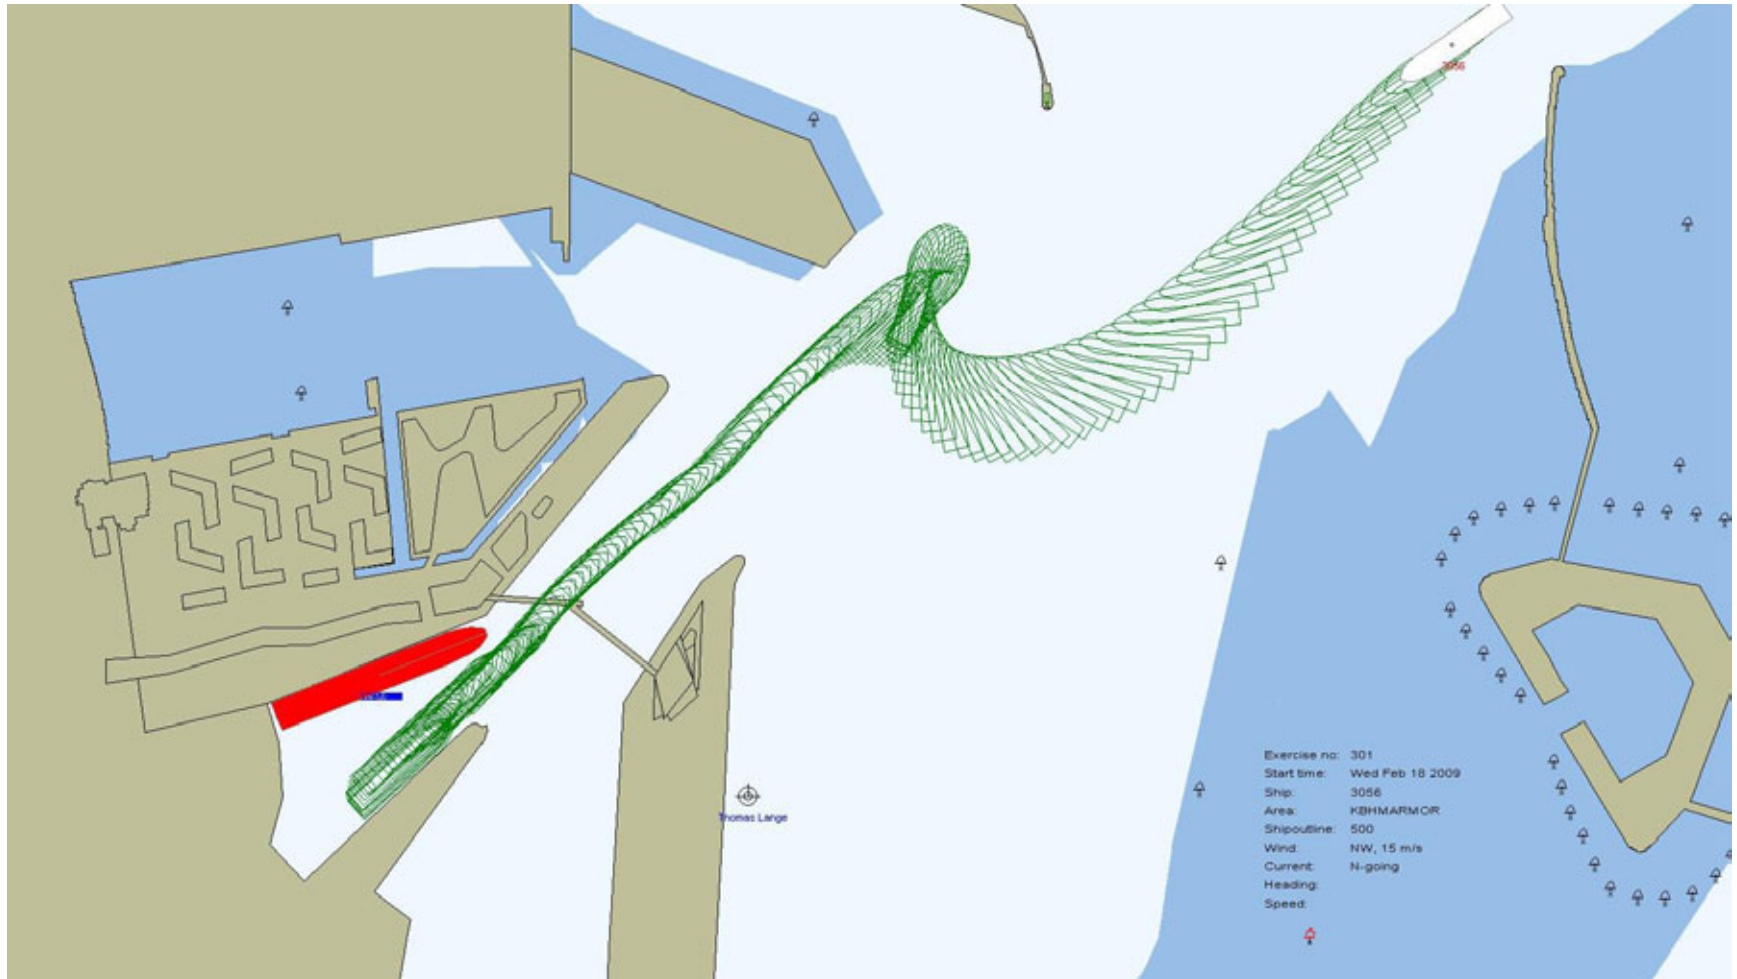 3056
Thomas Lange
Exercise no: 301
Start time: Wed Feb 18 2009
Ship: 3056
Area: KBHMARMOR
Shipoutline: 500
Wind: NW, 15 m/s
Current: N-going
Heading:
Speed: